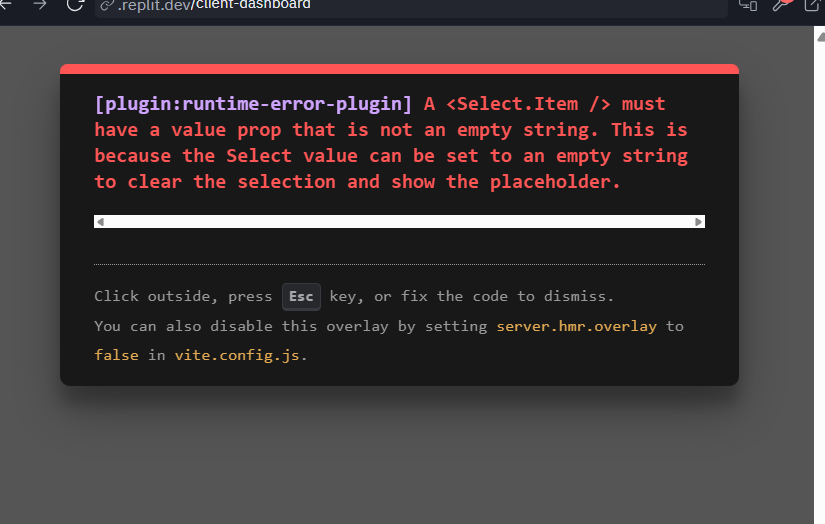 .replit.dev/client-dashboard
[plugin:runtime-error-plugin] A <Select.Item /> must
have a value prop that is not an empty string. This is
because the Select value can be set to an empty string
to clear the selection and show the placeholder.
Click outside, press Esc key, or fix the code to dismiss.
You can also disable this overlay by setting server.hmr.overlay to
false in vite.config.js.